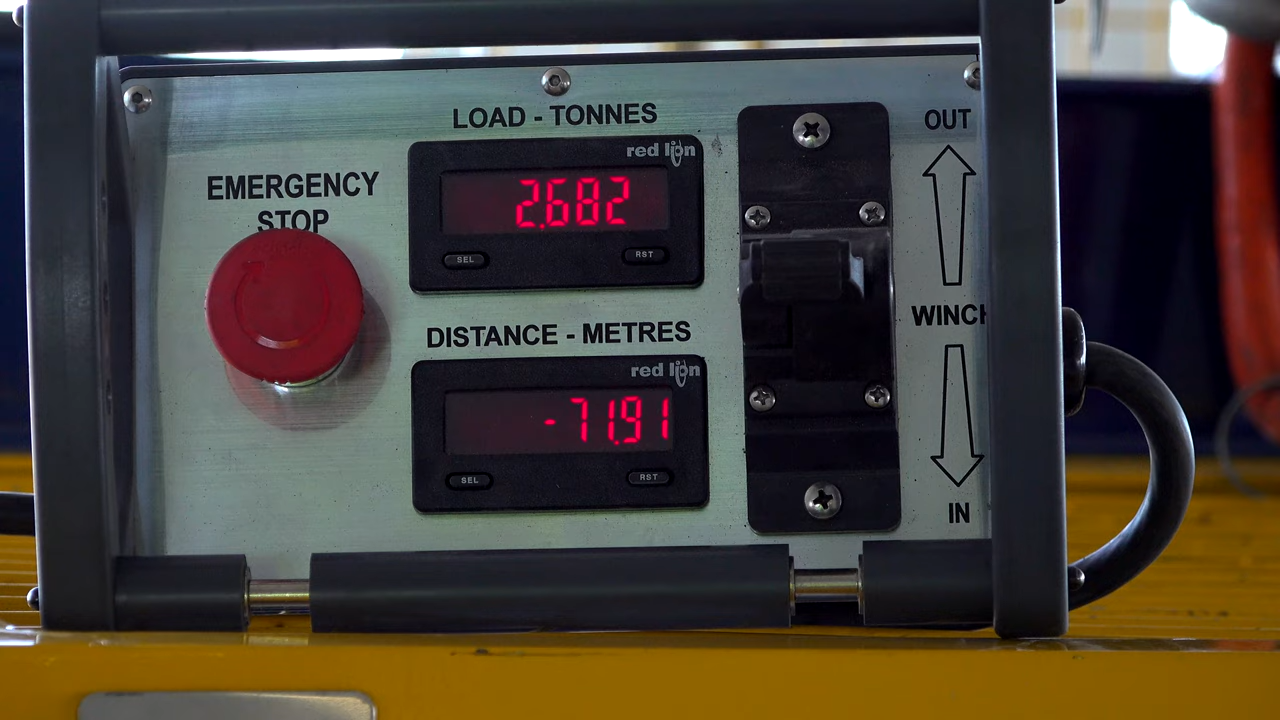 LOAD - TONNES
red lion
2.682
SEL
RST
EMERGENCY
STOP
DISTANCE - METRES
red lion
-71.91
SEL
RST
OUT
WINCH
IN